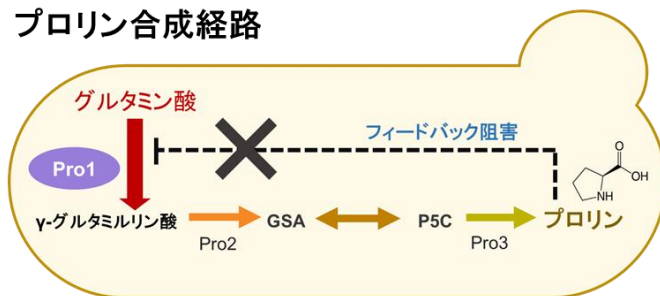 プロリン合成経路
グルタミン酸
フィードバック阻害
Pro1
O
OH
NH
γ-グルタミルリン酸
GSA
P5C
プロリン
Pro2
Pro3